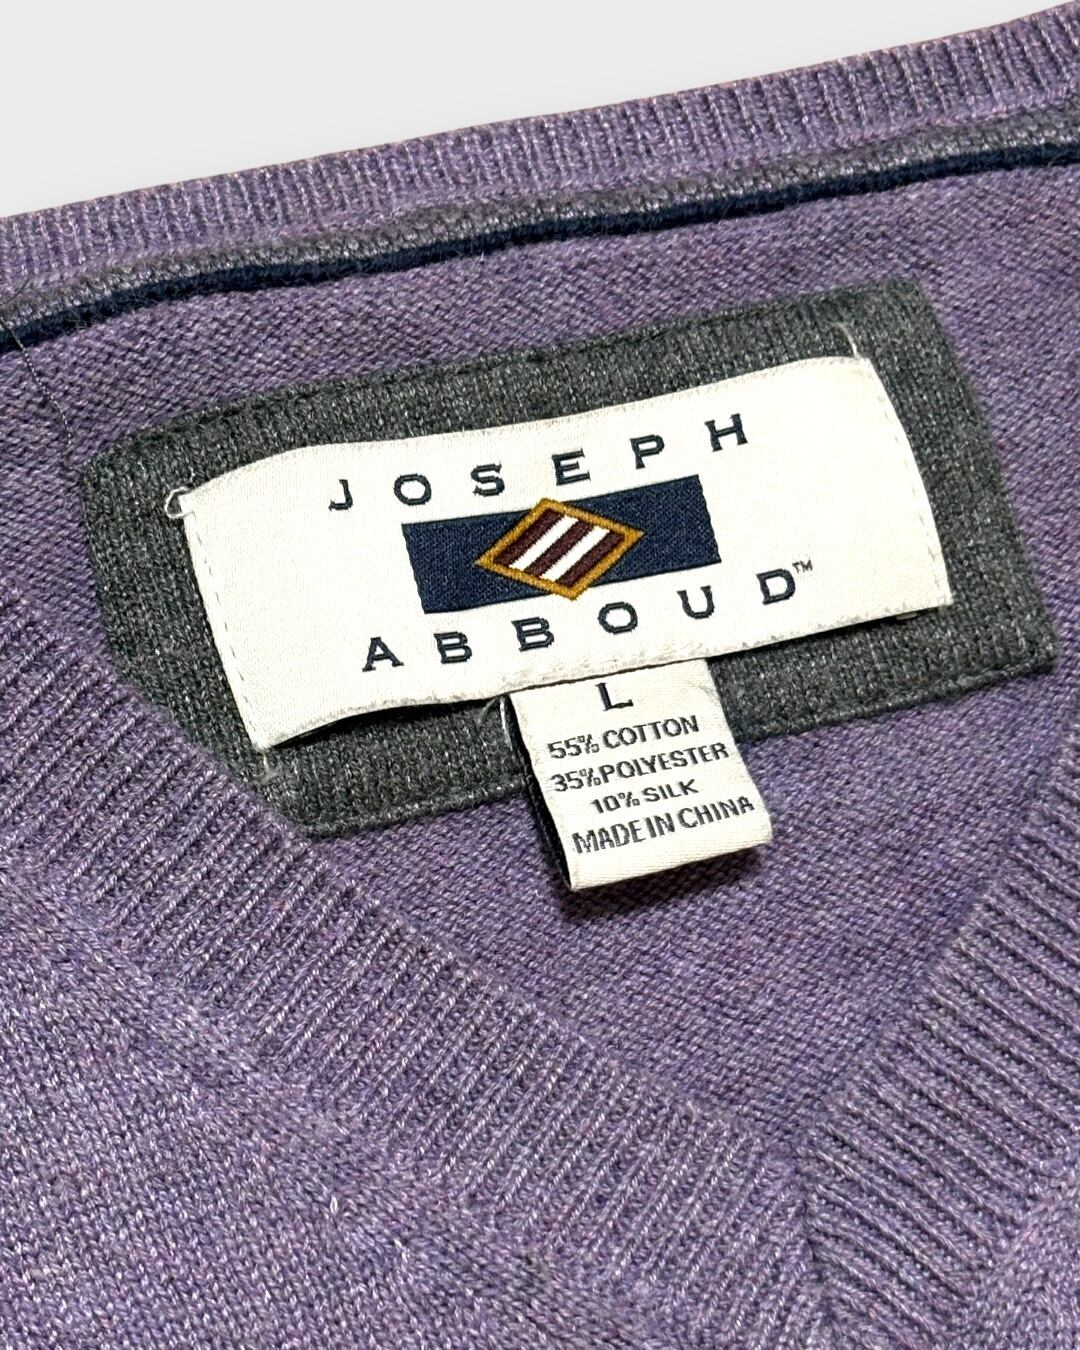 JOSEPH
ABBOUD™
L
55% COTTON
35% POLYESTER
10% SILK
MADE IN CHINA